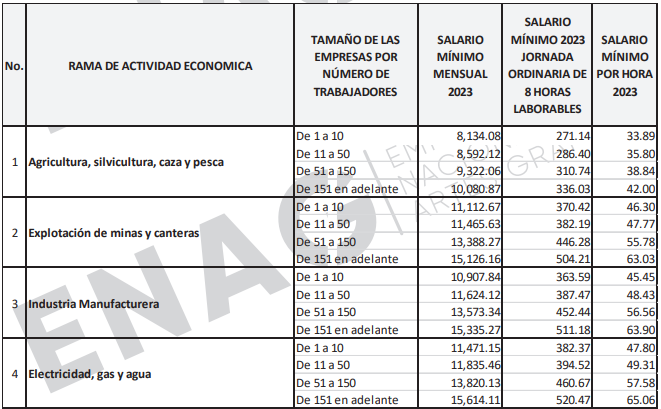 No. RAMA DE ACTIVIDAD ECONOMICA TAMAÑO DE LAS EMPRESAS POR NÚMERO DE TRABAJADORES SALARIO MÍNIMO MENSUAL 2023 SALARIO MÍNIMO 2023 JORNADA ORDINARIA DE 8 HORAS LABORABLES SALARIO MÍNIMO POR HORA 2023
1 Agricultura, silvicultura, caza y pesca
De 1 a 10 8,134.08 271.14 33.89
De 11 a 50 8,592.12 286.40 35.80
De 51 a 150 9,322.06 310.74 38.84
De 151 en adelante 10,080.87 336.03 42.00
2 Explotación de minas y canteras
De 1 a 10 11,112.67 370.42 46.30
De 11 a 50 11,465.63 382.19 47.77
De 51 a 150 13,388.27 446.28 55.78
De 151 en adelante 15,126.16 504.21 63.03
3 Industria Manufacturera
De 1 a 10 10,907.84 363.59 45.45
De 11 a 50 11,624.12 387.47 48.43
De 51 a 150 13,573.34 452.44 56.56
De 151 en adelante 15,335.27 511.18 63.90
4 Electricidad, gas y agua
De 1 a 10 11,471.15 382.37 47.80
De 11 a 50 11,835.46 394.52 49.31
De 51 a 150 13,820.13 460.67 57.58
De 151 en adelante 15,614.11 520.47 65.06
ENAG